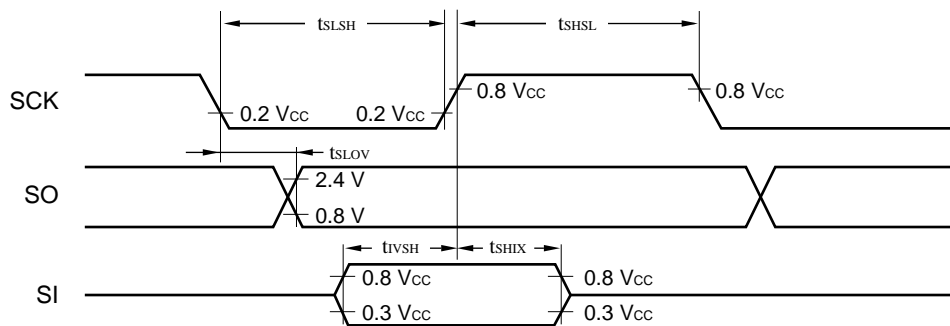 tSLSH tSHSL
SCK
0.2 VCC 0.2 VCC 0.8 VCC 0.8 VCC
tSLOV
SO
2.4 V
0.8 V
tIVSH tSHIX
SI
0.8 VCC 0.8 VCC
0.3 VCC 0.3 VCC